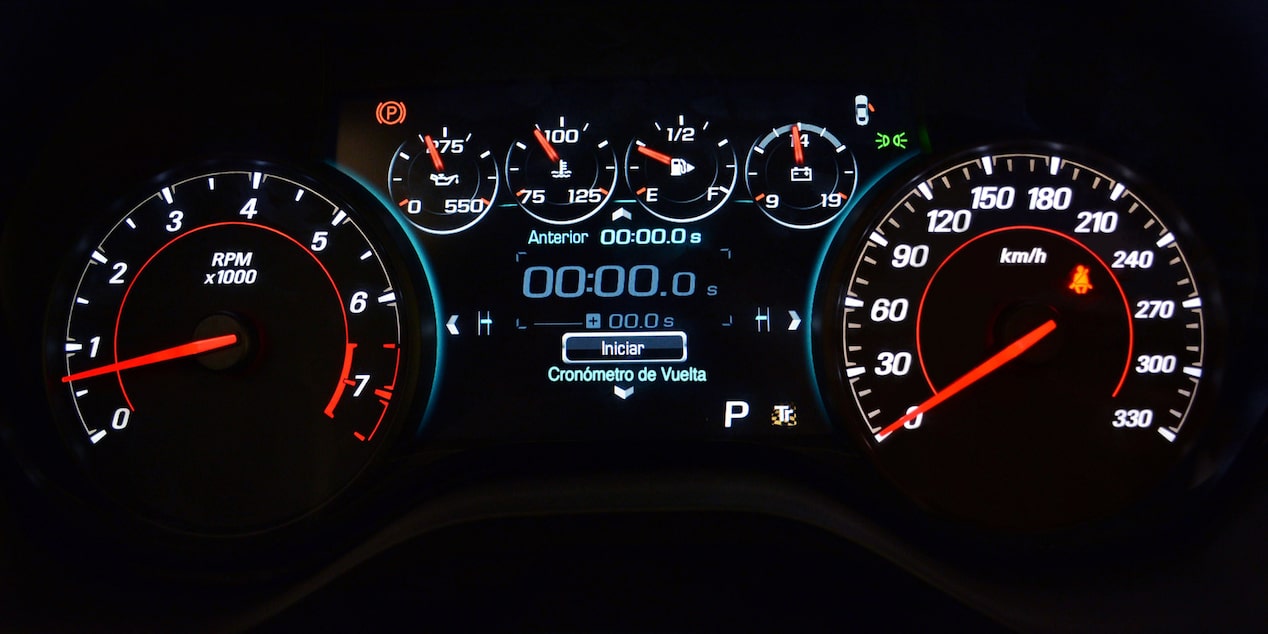 P
275
0 550
100
75 125
1/2
E F
14
9 19
Anterior 00:00.0 s
00:00.0 s
+ 00.0 s
Iniciar
Cronómetro de Vuelta
P Tr
RPM
x1000
0
1
2
3
4
5
6
7
km/h
0
30
60
90
120
150
180
210
240
270
300
330